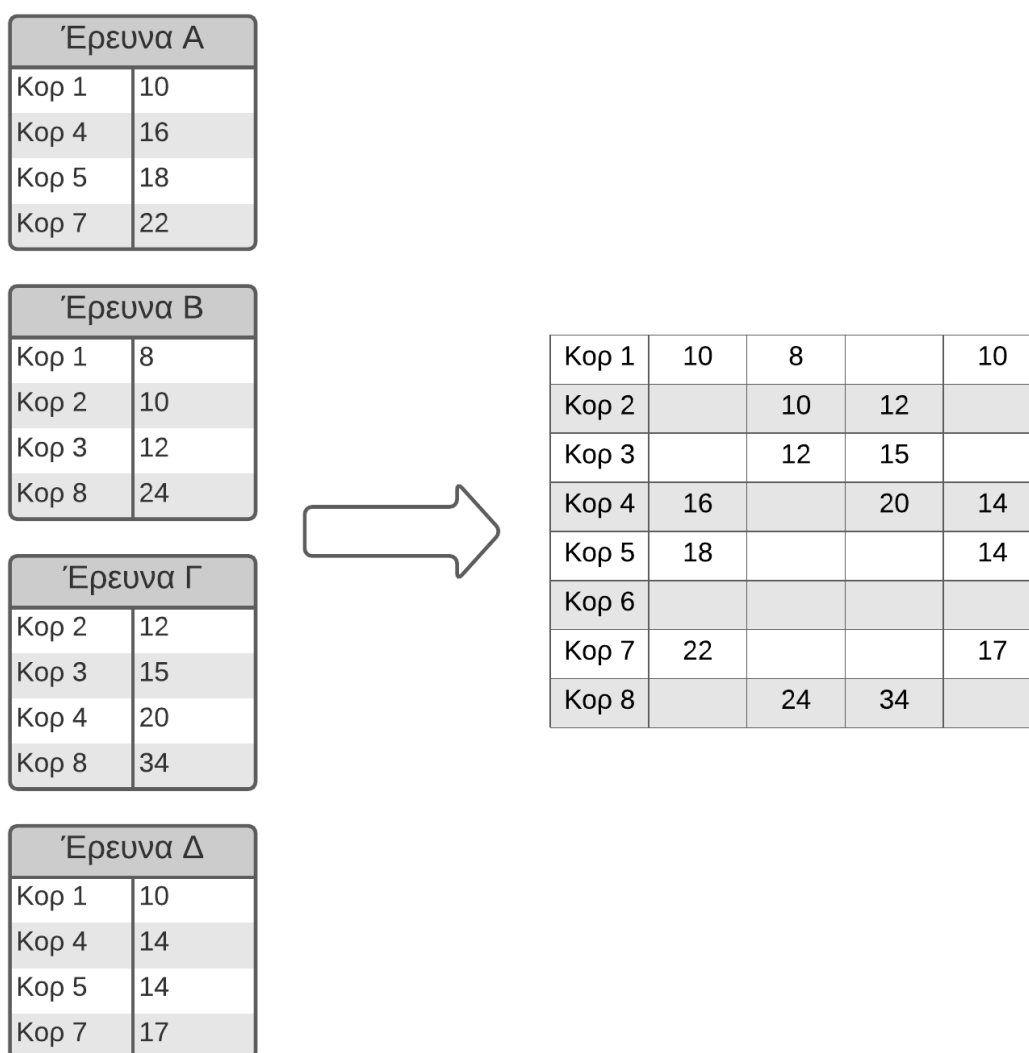 Έρευνα Α
Κορ 1 10
Κορ 4 16
Κορ 5 18
Κορ 7 22
Έρευνα Β
Κορ 1 8
Κορ 2 10
Κορ 3 12
Κορ 8 24
Έρευνα Γ
Κορ 2 12
Κορ 3 15
Κορ 4 20
Κορ 8 34
Έρευνα Δ
Κορ 1 10
Κορ 4 14
Κορ 5 14
Κορ 7 17
Κορ 1 10 8 10
Κορ 2 10 12
Κορ 3 12 15
Κορ 4 16 20 14
Κορ 5 18 14
Κορ 6
Κορ 7 22 17
Κορ 8 24 34